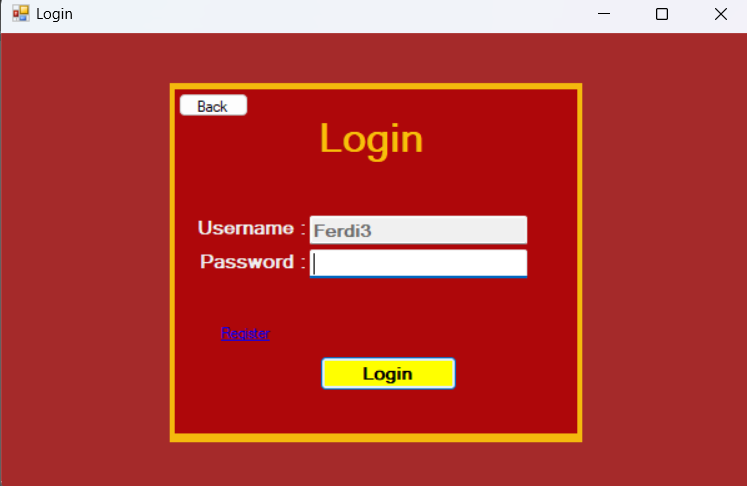 Login
Back
Login
Username : Ferdi3
Password :
Register
Login